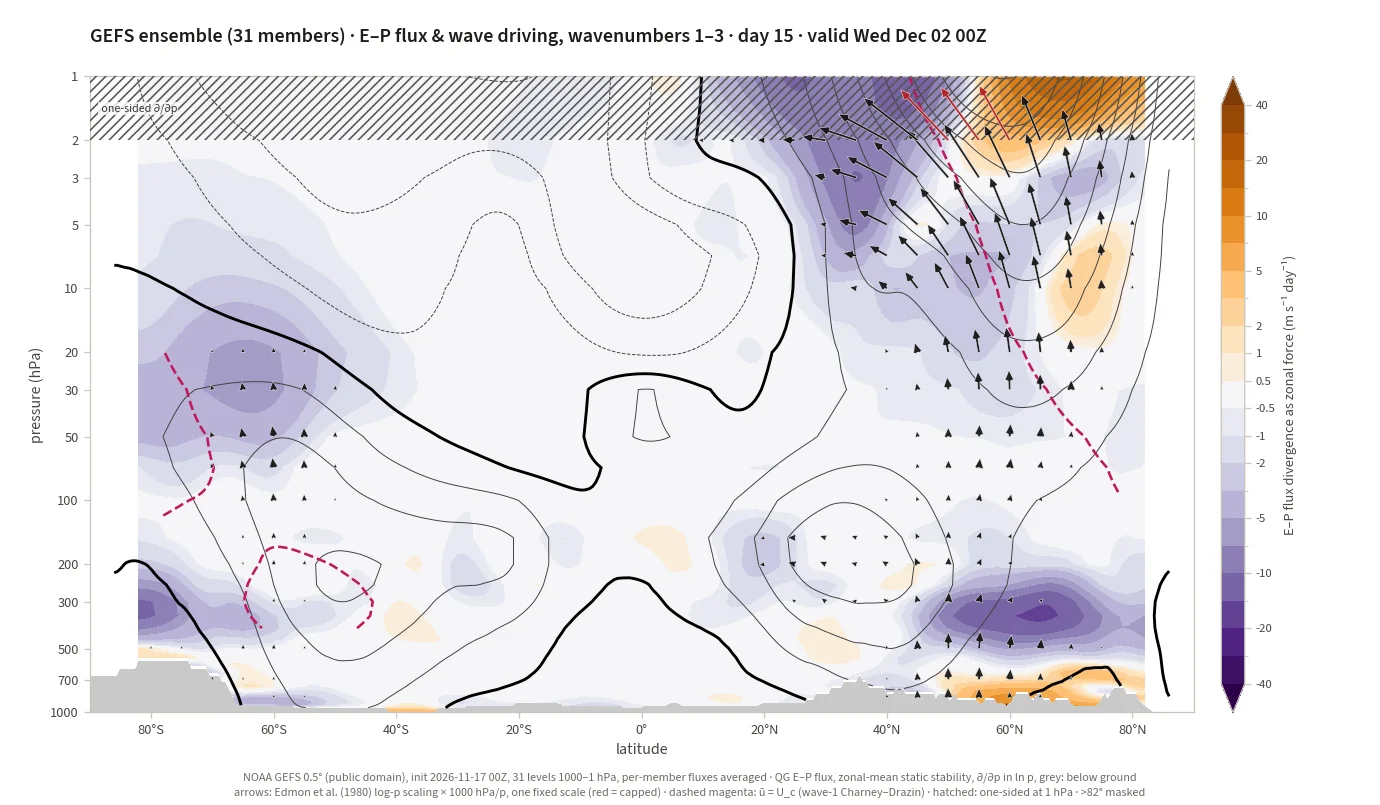 GEFS ensemble (31 members) · E–P flux & wave driving, wavenumbers 1–3 · day 15 · valid Wed Dec 02 00Z
one-sided ∂/∂p
pressure (hPa)
1
2
3
5
10
20
30
50
100
200
300
500
700
1000
80°S
60°S
40°S
20°S
0°
20°N
40°N
60°N
80°N
latitude
40
20
10
5
2
1
0.5
-0.5
-1
-2
-5
-10
-20
-40
E–P flux divergence as zonal force (m s⁻¹ day⁻¹)
NOAA GEFS 0.5° (public domain), init 2026-11-17 00Z, 31 levels 1000–1 hPa, per-member fluxes averaged · QG E–P flux, zonal-mean static stability, ∂/∂p in ln p, grey: below ground
arrows: Edmon et al. (1980) log-p scaling × 1000 hPa/p, one fixed scale (red = capped) · dashed magenta: ū = U_c (wave-1 Charney–Drazin) · hatched: one-sided at 1 hPa · >82° masked